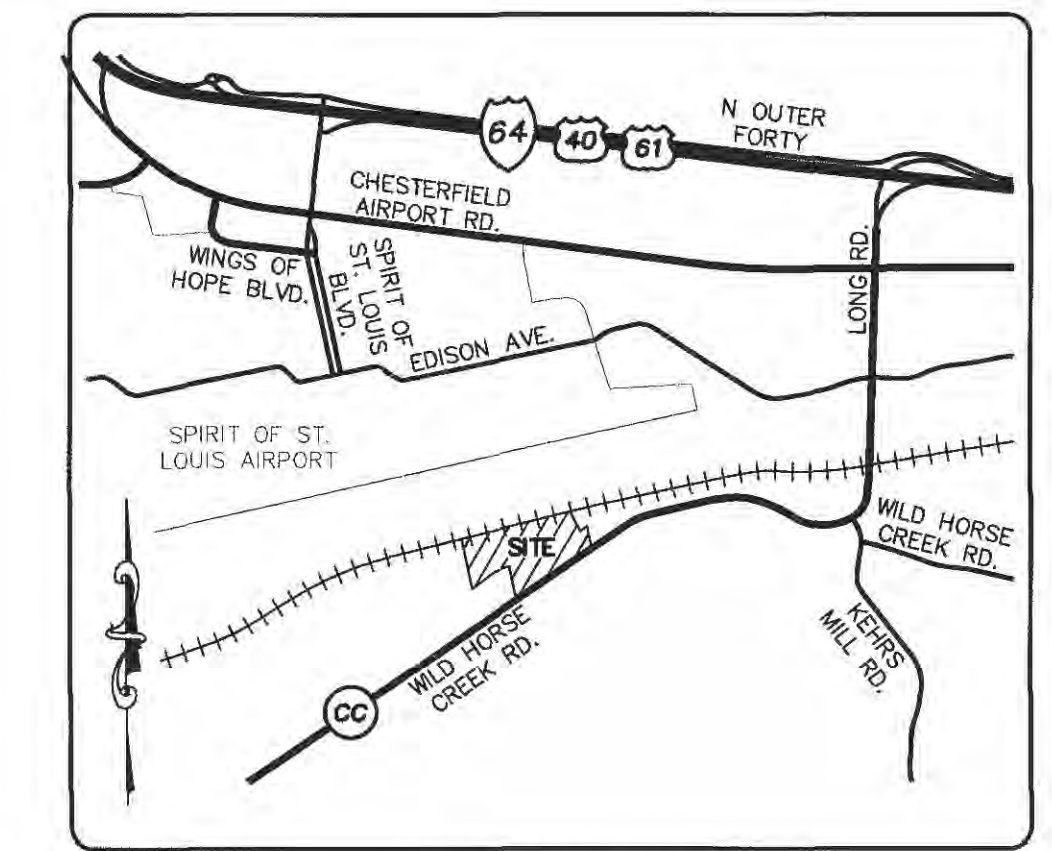 N OUTER
FORTY
64
40
61
CHESTERFIELD
AIRPORT RD.
WINGS OF
HOPE BLVD.
SPIRIT OF
ST. LOUIS
BLVD.
LONG RD.
EDISON AVE.
SPIRIT OF ST.
LOUIS AIRPORT
SITE
WILD HORSE
CREEK RD.
WILD HORSE
CREEK RD.
KEHRS
MILL RD.
CC